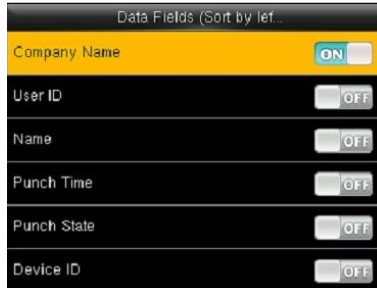 Data Fields (Sort by lef...
Company Name ON
User ID OFF
Name OFF
Punch Time OFF
Punch State OFF
Device ID OFF